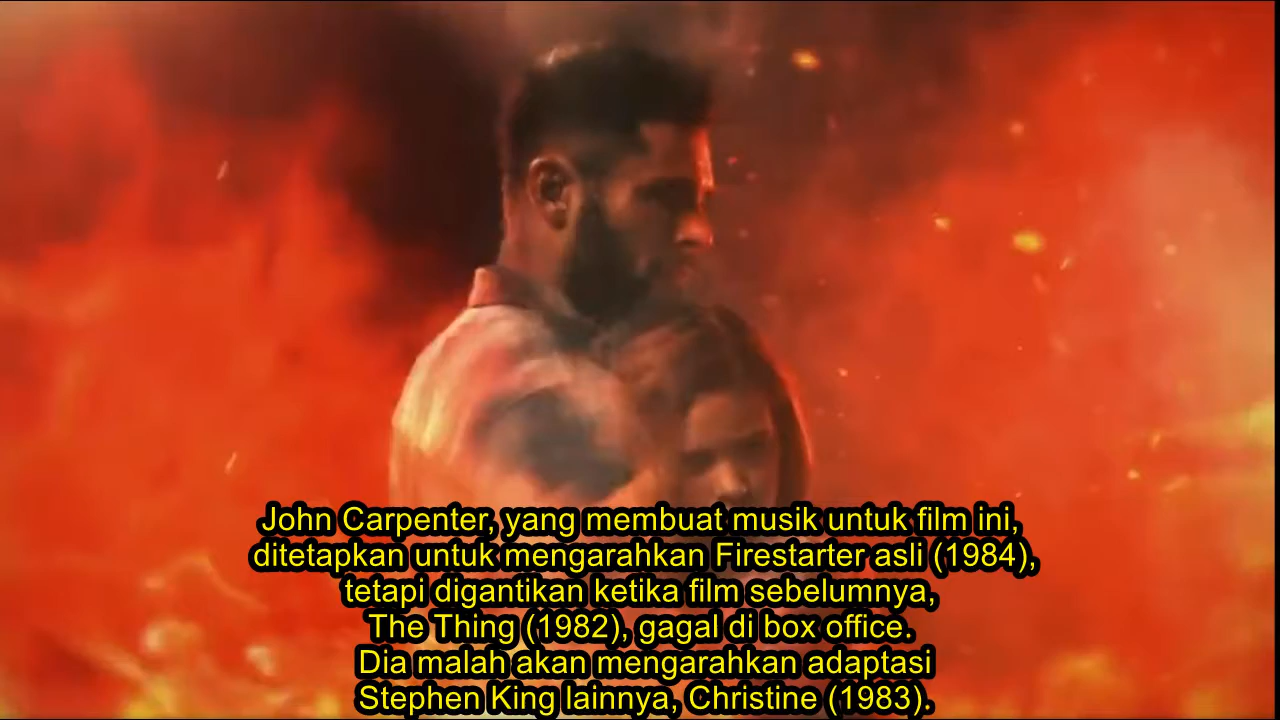 John Carpenter, yang membuat musik untuk film ini,
ditetapkan untuk mengarahkan Firestarter asli (1984),
tetapi digantikan ketika film sebelumnya,
The Thing (1982), gagal di box office.
Dia malah akan mengarahkan adaptasi
Stephen King lainnya, Christine (1983).